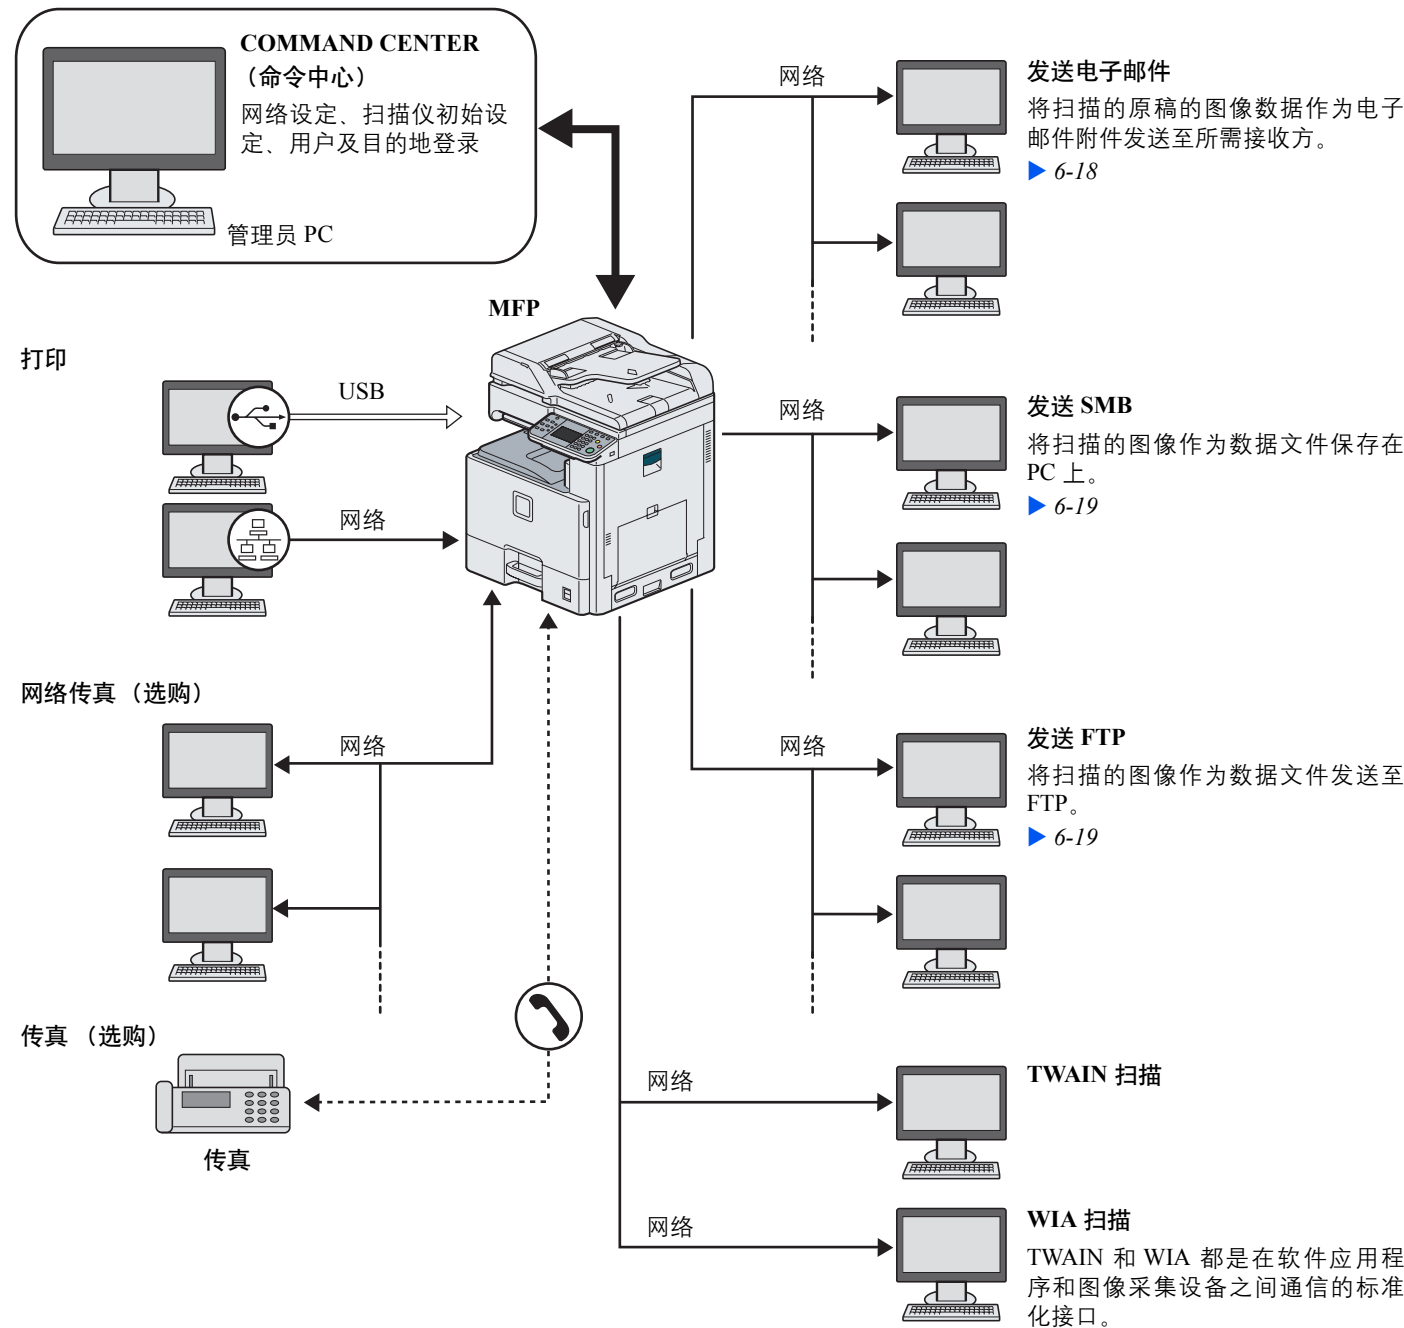 COMMAND CENTER
（命令中心）
网络设定、扫描仪初始设
定、用户及目的地登录
管理员 PC
网络
发送电子邮件
将扫描的原稿的图像数据作为电子
邮件附件发送至所需接收方。
6-18
MFP
打印
USB
网络
网络
发送 SMB
将扫描的图像作为数据文件保存在
PC 上。
6-19
网络传真 （选购）
网络
网络
发送 FTP
将扫描的图像作为数据文件发送至
FTP。
6-19
传真 （选购）
传真
网络
TWAIN 扫描
网络
WIA 扫描
TWAIN 和 WIA 都是在软件应用程
序和图像采集设备之间通信的标准
化接口。